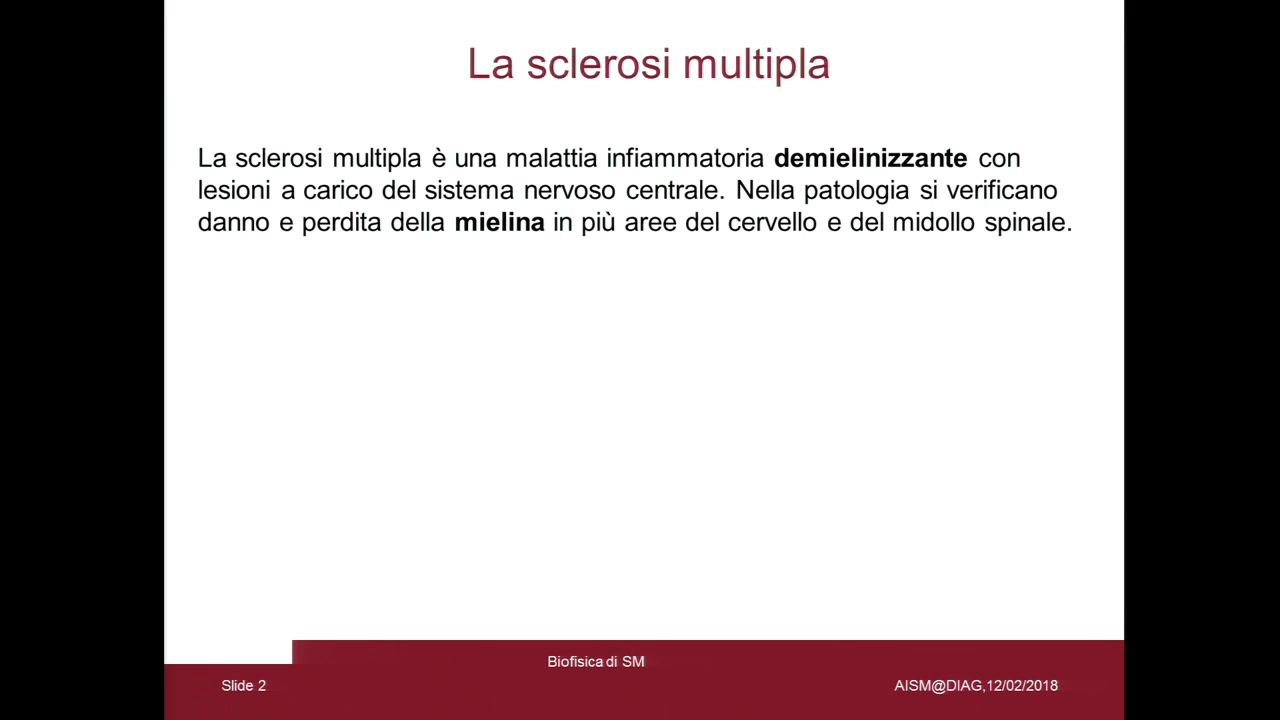 La sclerosi multipla
La sclerosi multipla è una malattia infiammatoria demielinizzante con
lesioni a carico del sistema nervoso centrale. Nella patologia si verificano
danno e perdita della mielina in più aree del cervello e del midollo spinale.
Biofisica di SM
Slide 2
AISM@DIAG,12/02/2018